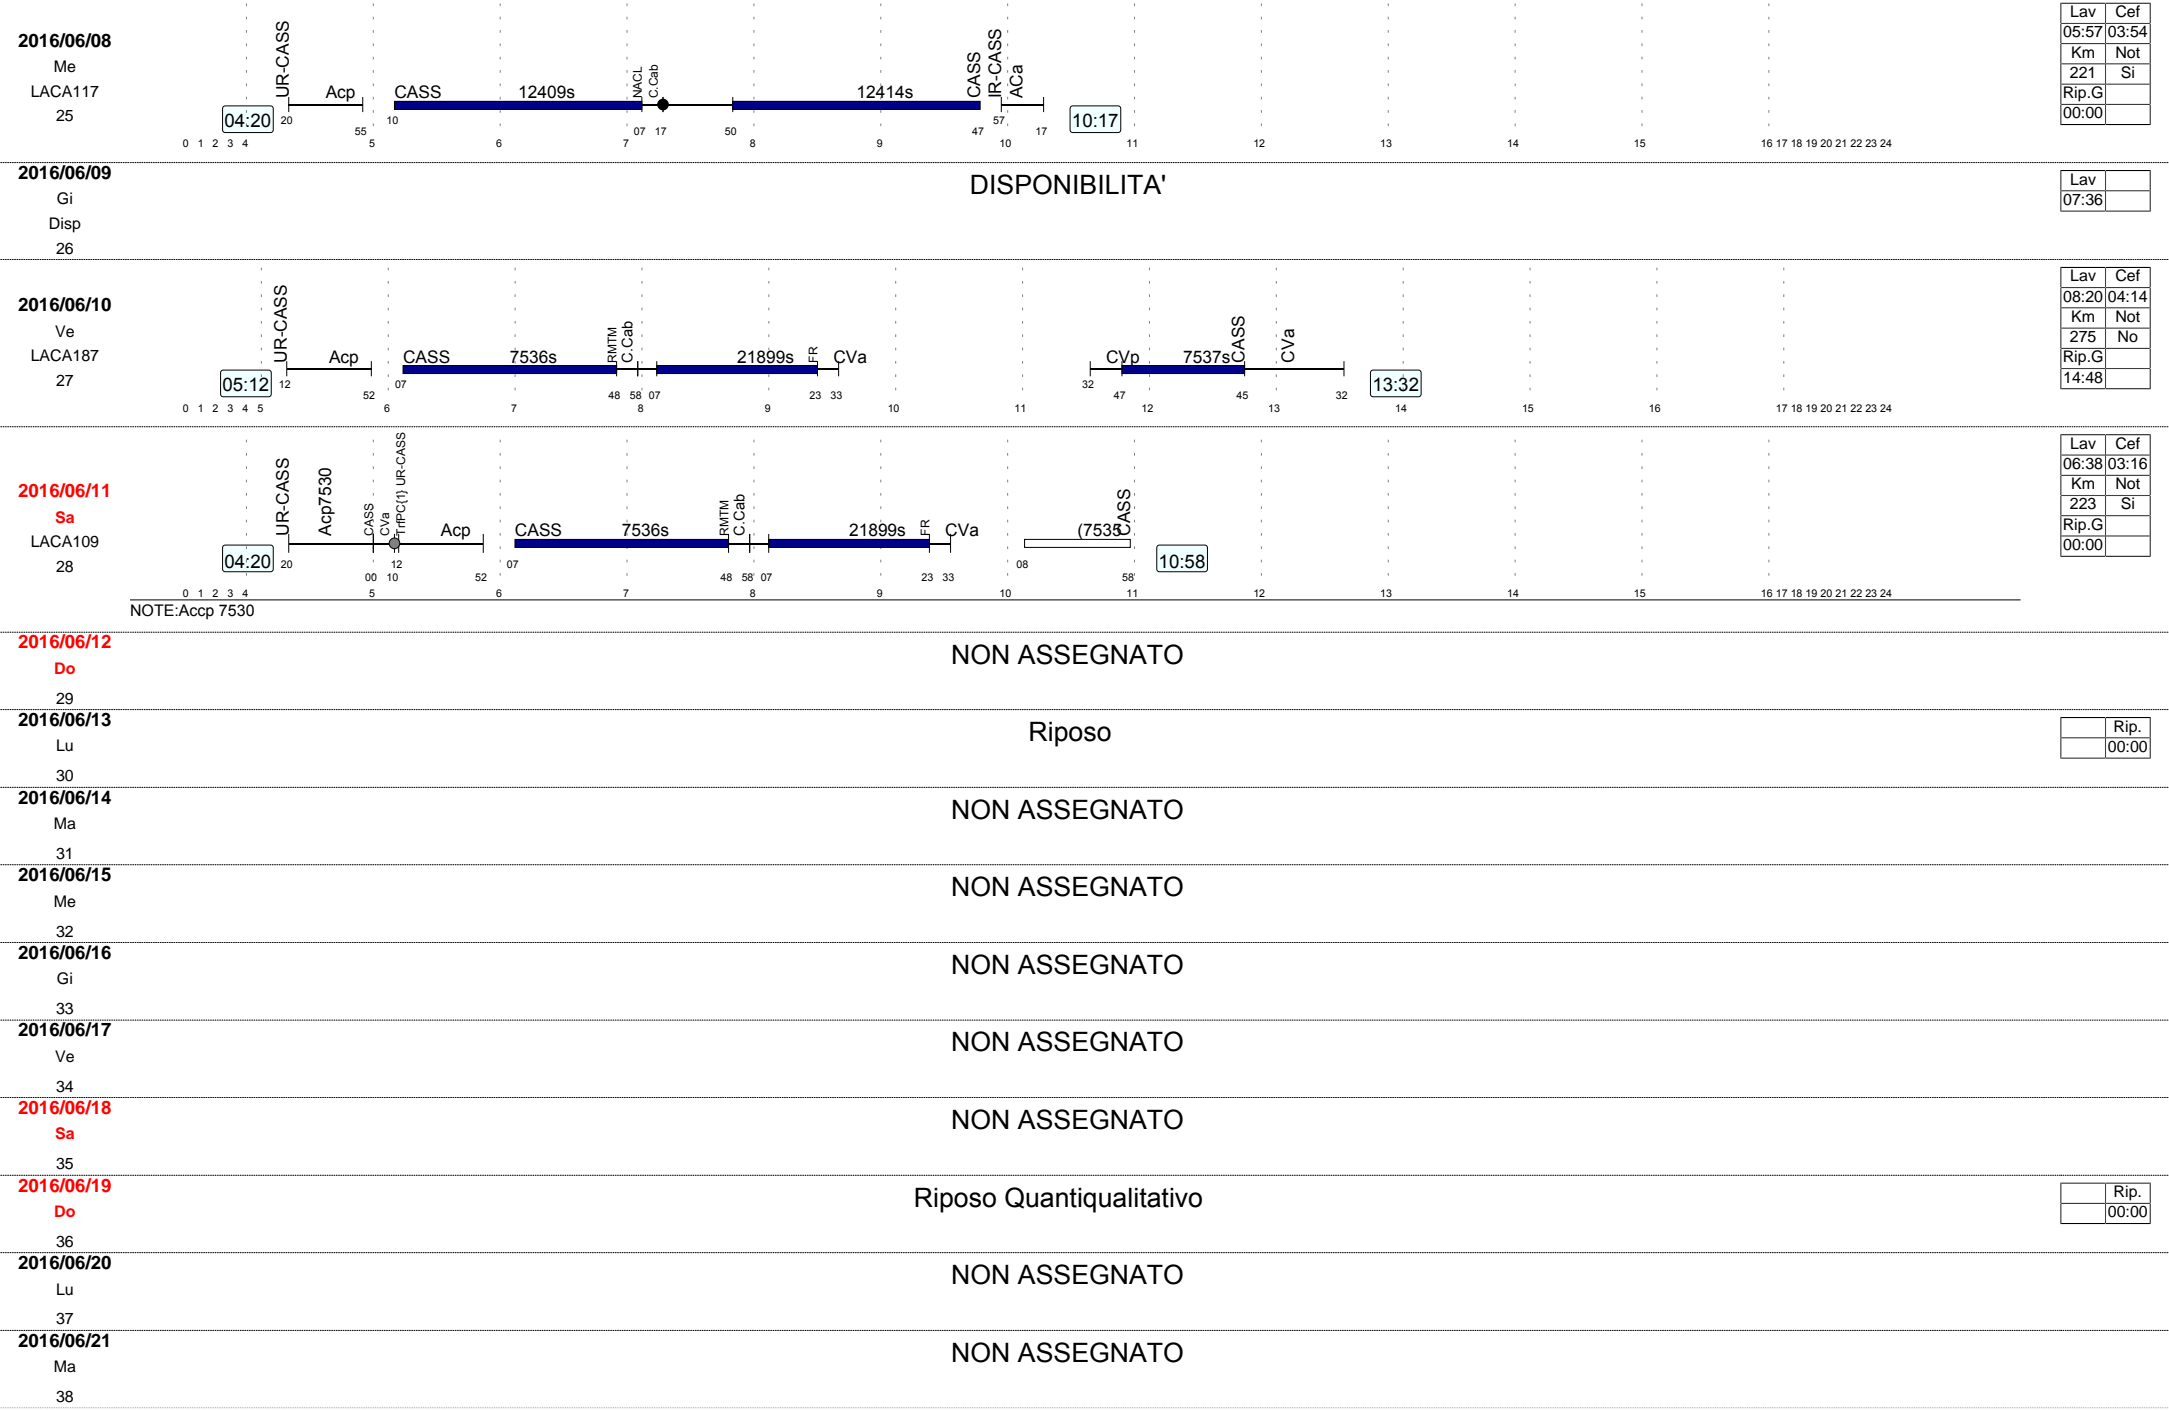 2016/06/08
Me
LACA117
25
04:20
UR-CASS
Acp
CASS
12409s
NACL
C.Cab
12414s
CASS
IR-CASS
ACa
10:17
20
55
10
07 17
50
47
57
17
0 1 2 3 4 5 6 7 8 9 10 11 12 13 14 15 16 17 18 19 20 21 22 23 24
Lav Cef
05:57 03:54
Km Not
221 Si
Rip.G
00:00
2016/06/09
Gi
Disp
26
DISPONIBILITA'
Lav
07:36
2016/06/10
Ve
LACA187
27
05:12
UR-CASS
Acp
CASS
7536s
RMTM
C.Cab
21899s
FR
CVa
CVp
7537s
CASS
CVa
13:32
12
52
07
48 58 07
23 33
32
47
45
32
0 1 2 3 4 5 6 7 8 9 10 11 12 13 14 15 16 17 18 19 20 21 22 23 24
Lav Cef
08:20 04:14
Km Not
275 No
Rip.G
14:48
2016/06/11
Sa
LACA109
28
04:20
UR-CASS
Acp7530
CASS
CVa
TrfPC{1} UR-CASS
Acp
CASS
7536s
RMTM
C.Cab
21899s
FR
CVa
(7535
CASS
10:58
20
00
10
12
52
07
48 58 07
23 33
08
58
0 1 2 3 4 5 6 7 8 9 10 11 12 13 14 15 16 17 18 19 20 21 22 23 24
Lav Cef
06:38 03:16
Km Not
223 Si
Rip.G
00:00
NOTE:Accp 7530
2016/06/12
Do
29
NON ASSEGNATO
2016/06/13
Lu
30
Riposo
Rip.
00:00
2016/06/14
Ma
31
NON ASSEGNATO
2016/06/15
Me
32
NON ASSEGNATO
2016/06/16
Gi
33
NON ASSEGNATO
2016/06/17
Ve
34
NON ASSEGNATO
2016/06/18
Sa
35
NON ASSEGNATO
2016/06/19
Do
36
Riposo Quantiqualitativo
Rip.
00:00
2016/06/20
Lu
37
NON ASSEGNATO
2016/06/21
Ma
38
NON ASSEGNATO